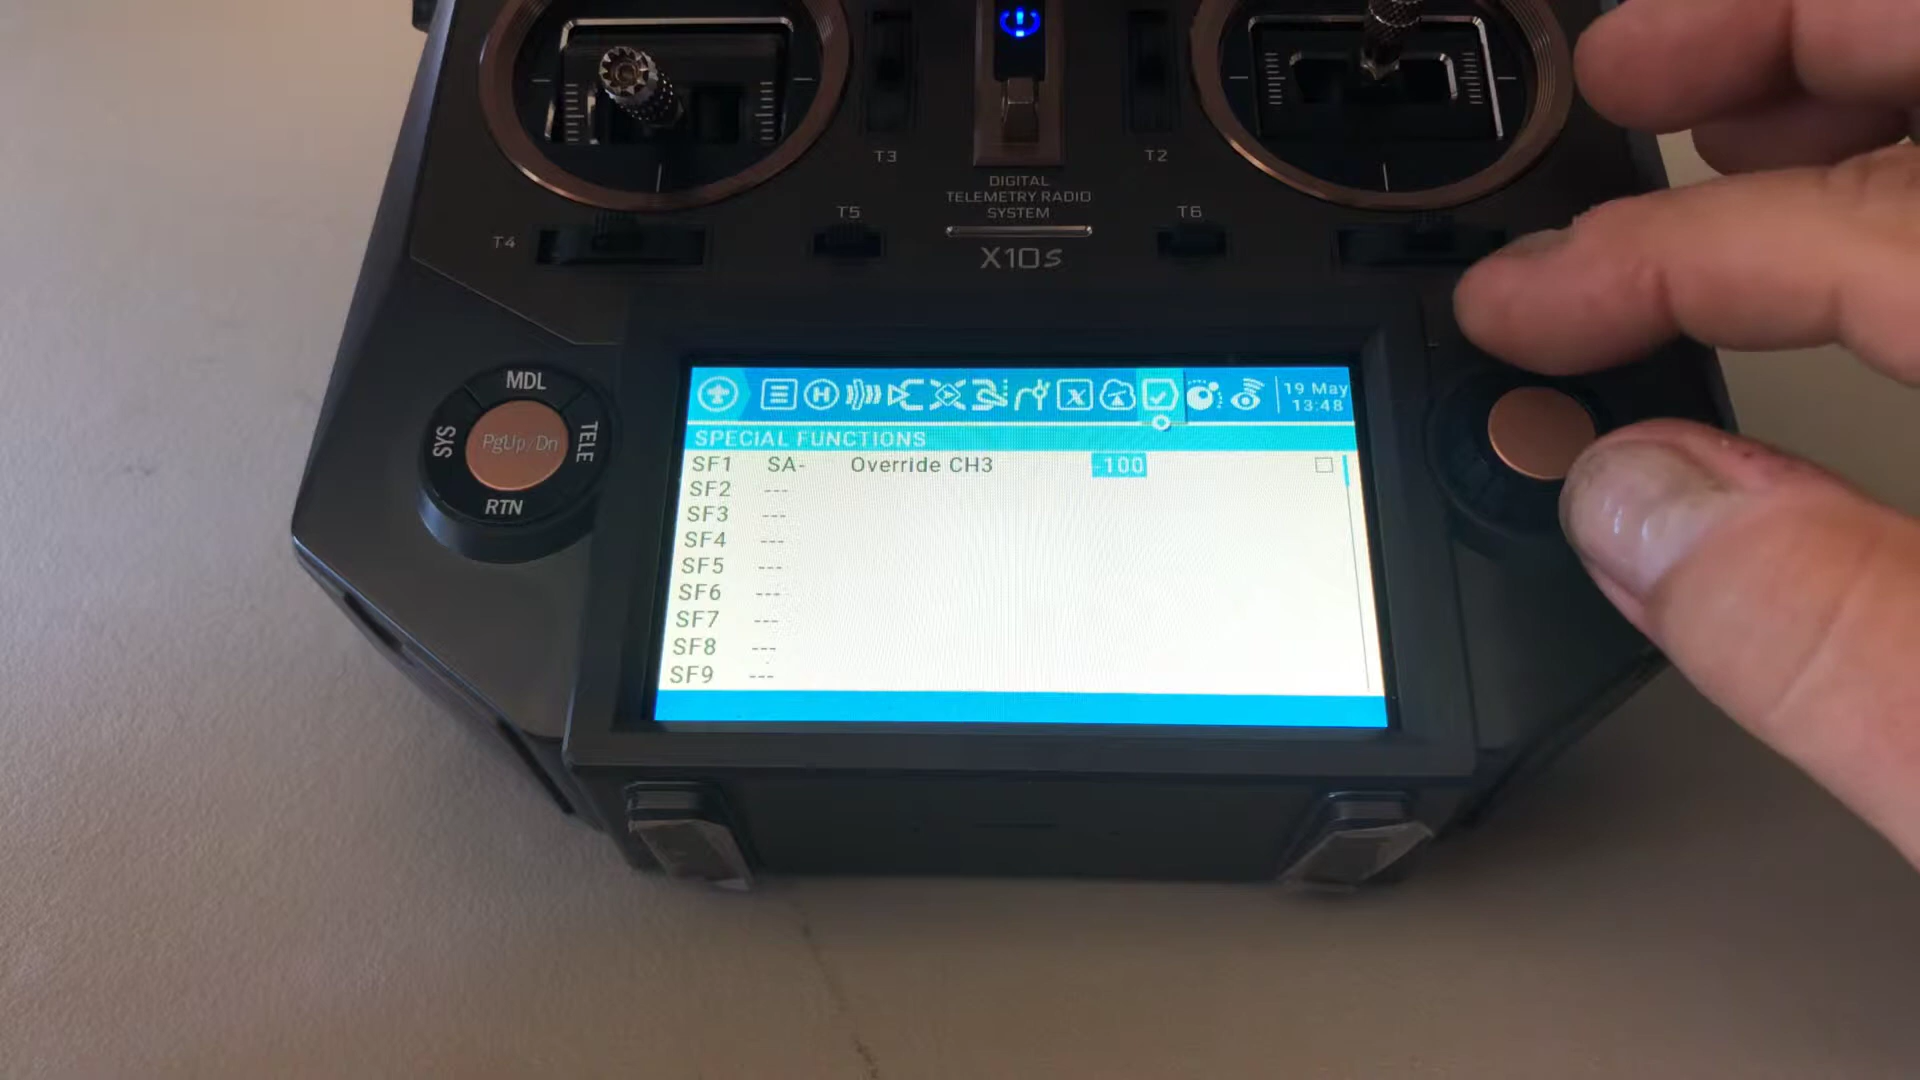 T3
T2
DIGITAL
TELEMETRY RADIO
SYSTEM
T5
T6
T4
X10S
MDL
SYS
PgUp/Dn
TELE
RTN
19 May
13:48
SPECIAL FUNCTIONS
SF1 SA- Override CH3 -100
SF2 ---
SF3 ---
SF4 ---
SF5 ---
SF6 ---
SF7 ---
SF8 ---
SF9 ---